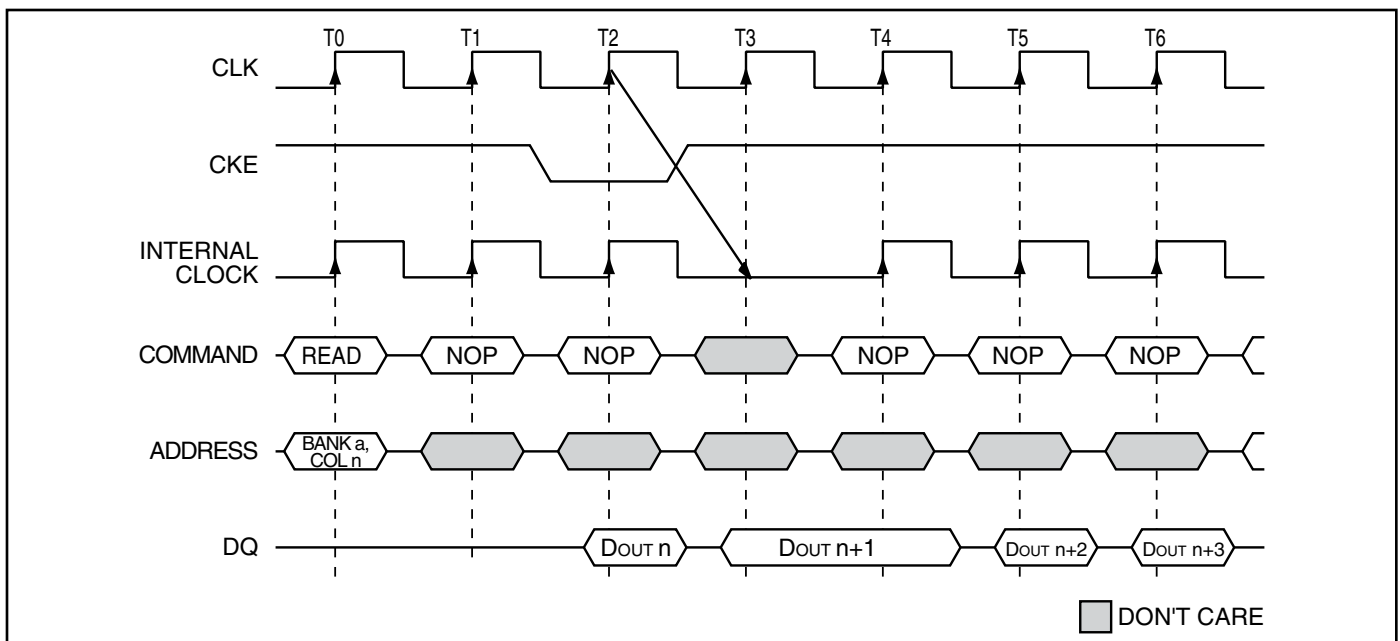 T0 T1 T2 T3 T4 T5 T6
CLK
CKE
INTERNAL
CLOCK
COMMAND READ NOP NOP NOP NOP NOP
ADDRESS BANK a,
COL n
DQ DOUT n DOUT n+1 DOUT n+2 DOUT n+3
DON'T CARE